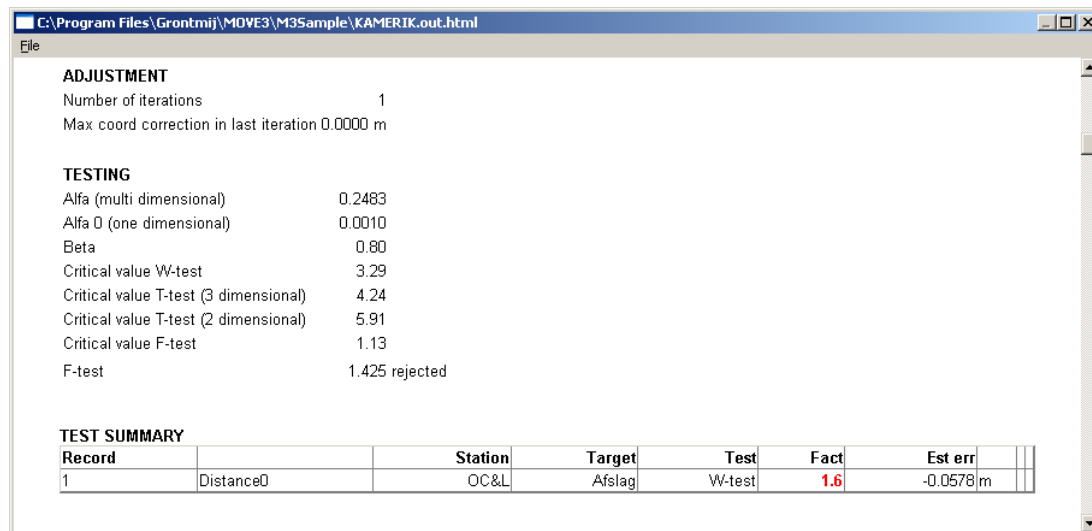 C:\Program Files\Grontmij\MOVE3\M3Sample\KAMERIK.out.html
File
ADJUSTMENT
Number of iterations 1
Max coord correction in last iteration 0.0000 m
TESTING
Alfa (multi dimensional) 0.2483
Alfa 0 (one dimensional) 0.0010
Beta 0.80
Critical value W-test 3.29
Critical value T-test (3 dimensional) 4.24
Critical value T-test (2 dimensional) 5.91
Critical value F-test 1.13
F-test 1.425 rejected
TEST SUMMARY
Record Station Target Test Fact Est err
1 Distance0 OC&L Afslag W-test 1.6 -0.0578 m